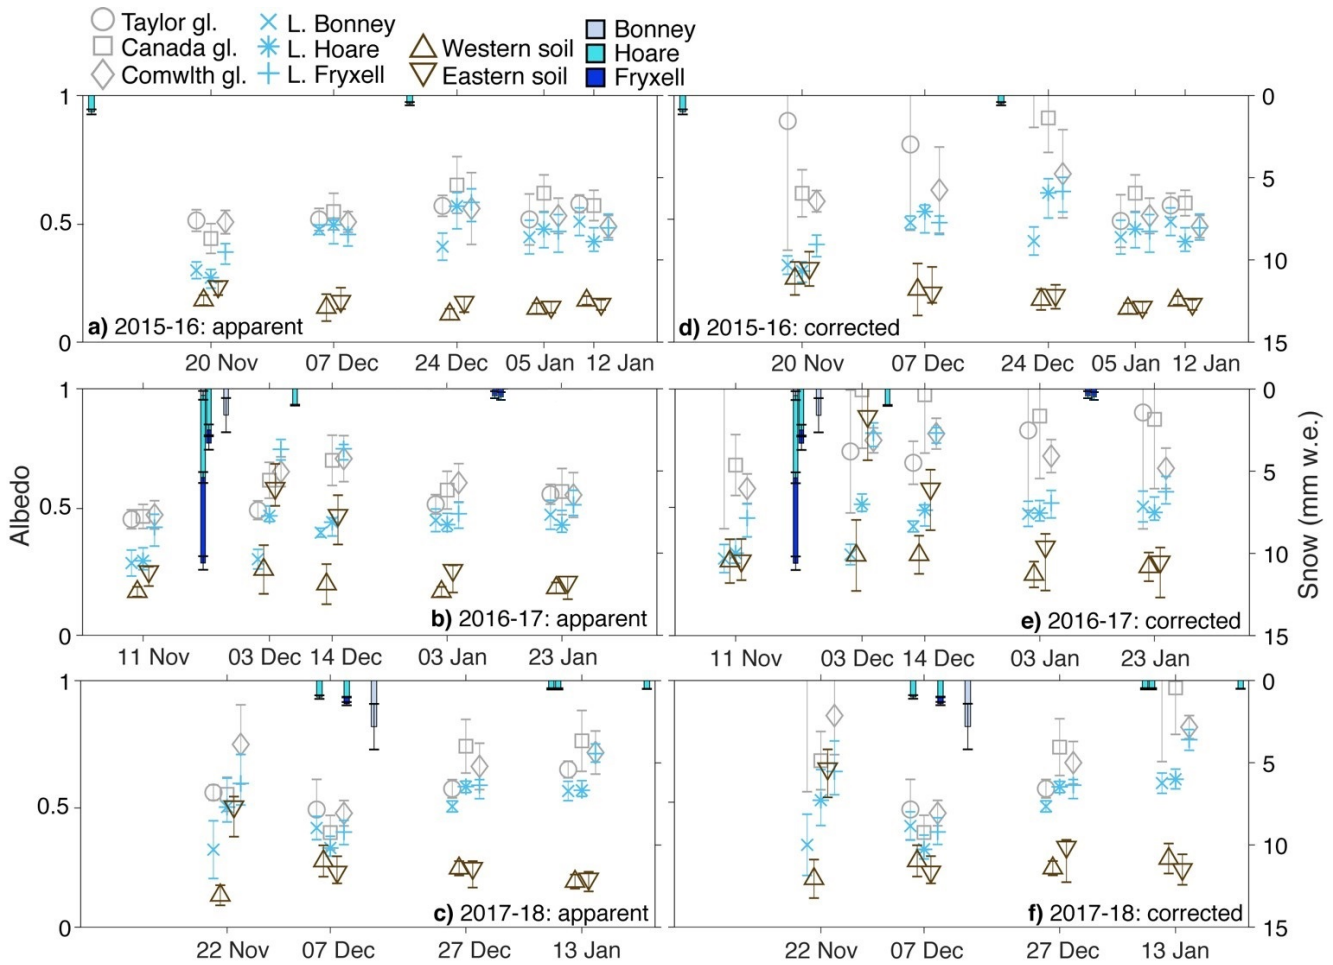 Taylor gl.
Canada gl.
Comwlth gl.
L. Bonney
L. Hoare
L. Fryxell
Western soil
Eastern soil
Bonney
Hoare
Fryxell
1
0.5
0
a) 2015-16: apparent
20 Nov 07 Dec 24 Dec 05 Jan 12 Jan
d) 2015-16: corrected
20 Nov 07 Dec 24 Dec 05 Jan 12 Jan
0
5
10
15
1
0.5
0
b) 2016-17: apparent
11 Nov 03 Dec 14 Dec 03 Jan 23 Jan
e) 2016-17: corrected
11 Nov 03 Dec 14 Dec 03 Jan 23 Jan
0
5
10
15
Albedo
Snow (mm w.e.)
1
0.5
0
c) 2017-18: apparent
22 Nov 07 Dec 27 Dec 13 Jan
f) 2017-18: corrected
22 Nov 07 Dec 27 Dec 13 Jan
0
5
10
15